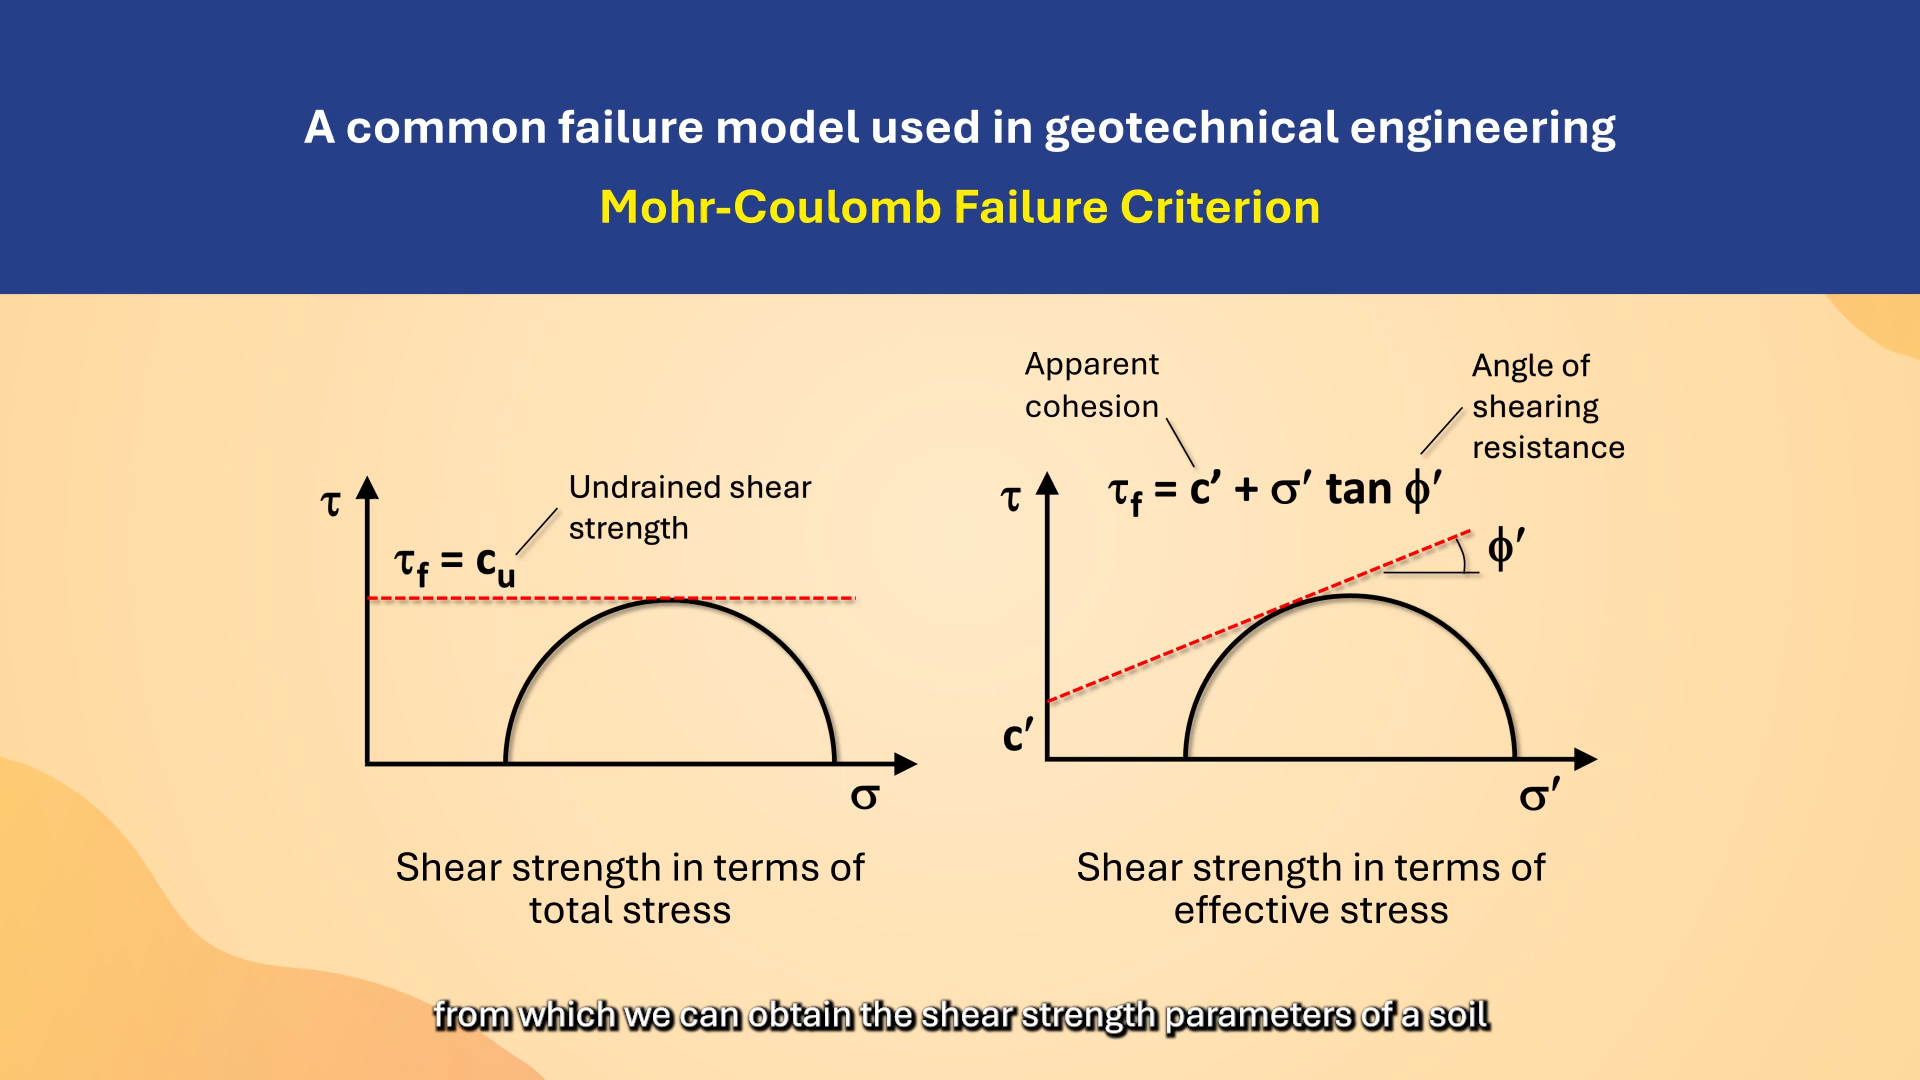 A common failure model used in geotechnical engineering
Mohr-Coulomb Failure Criterion
τ
Undrained shear
strength
τf = cu
σ
Shear strength in terms of
total stress
Apparent
cohesion
Angle of
shearing
resistance
τ
τf = c′ + σ′ tan ϕ′
ϕ′
c′
σ′
Shear strength in terms of
effective stress
from which we can obtain the shear strength parameters of a soil